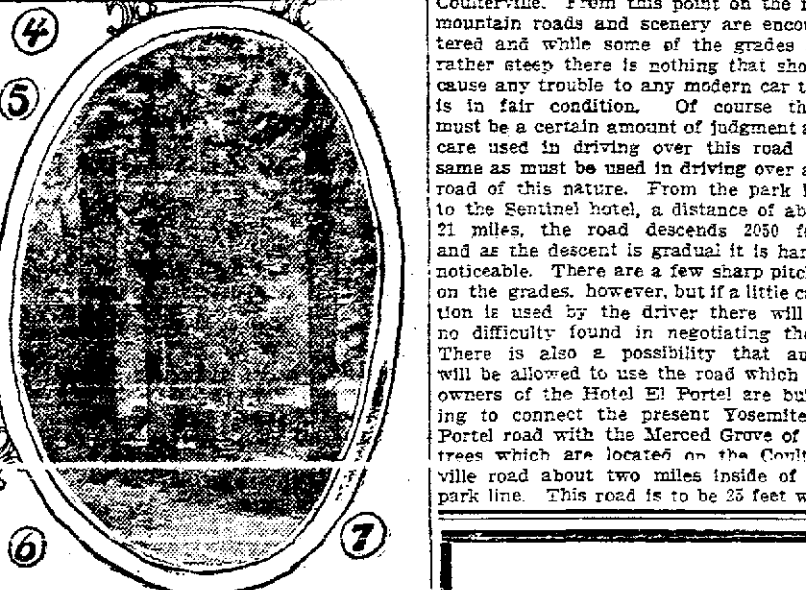 4
5
6
7
Coulterville. From this point on the
mountain roads and scenery are encou
tered and while some of the grades
rather steep there is nothing that sho
cause any trouble to any modern car t
is in fair condition. Of course th
must be a certain amount of judgment a
care used in driving over this road
same as must be used in driving over a
road of this nature. From the park l
to the Sentinel hotel, a distance of ab
21 miles, the road descends 2050 fe
and as the descent is gradual it is har
noticeable. There are a few sharp pitc
on the grades, however, but if a little c
tion is used by the driver there will
no difficulty found in negotiating the
There is also a possibility that au
will be allowed to use the road which
owners of the Hotel El Portel are bu
ing to connect the present Yosemite
Portel road with the Merced Grove of
trees which are located on the Coult
ville road about two miles inside of
park line. This road is to be 25 feet w